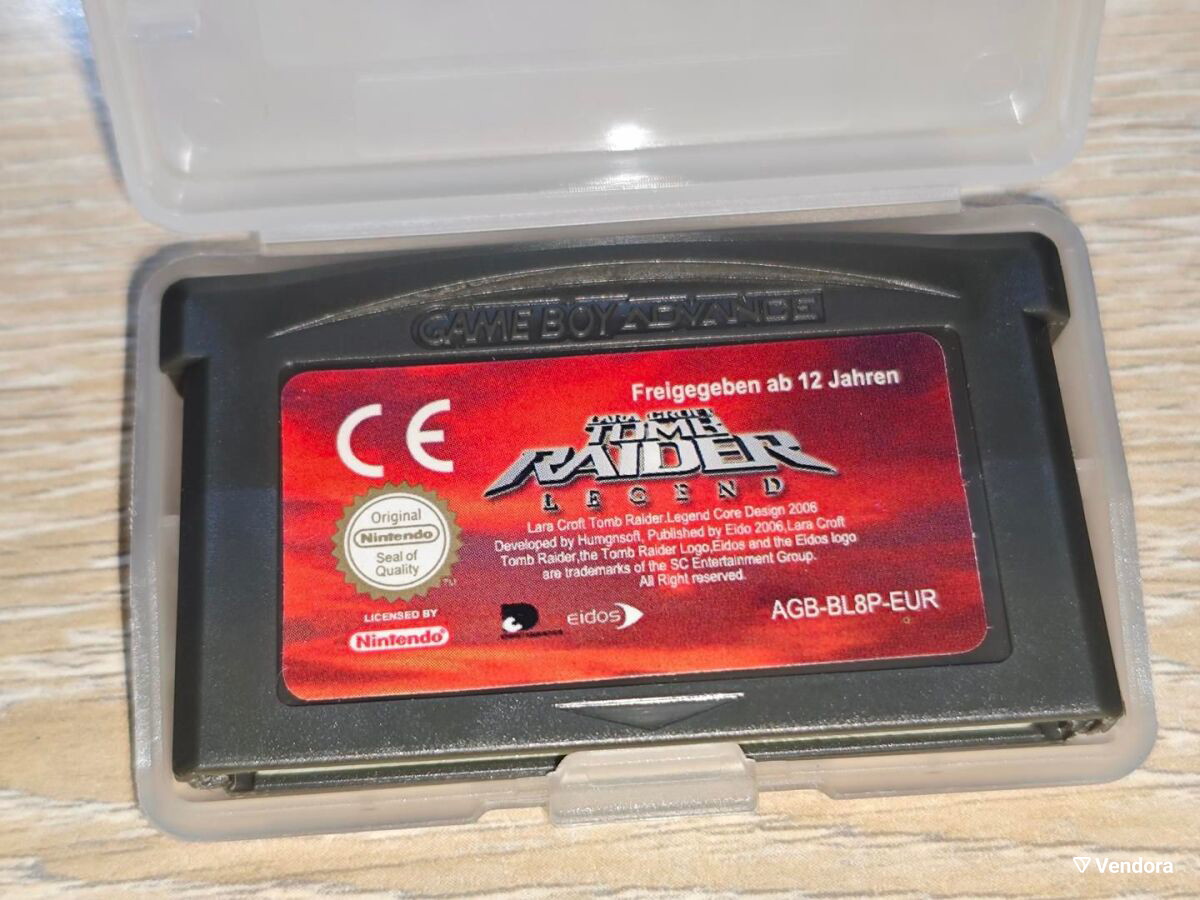 GAME BOY ADVANCE
Freigegeben ab 12 Jahren
CE
LARA CROFT
TOMB
RAIDER
LEGEND
Lara Croft Tomb Raider.Legend Core Design 2006
Developed by Humgnsoft, Published by Eido 2006,Lara Croft
Tomb Raider,the Tomb Raider Logo,Eidos and the Eidos logo
are trademarks of the SC Entertainment Group.
All Right reserved.
Original
Nintendo
Seal of
Quality
TM
LICENSED BY
Nintendo®
eidos
AGB-BL8P-EUR
Vendora